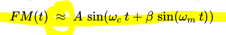 FM(t) ≈ A sin(ω_c t + β sin(ω_m t))